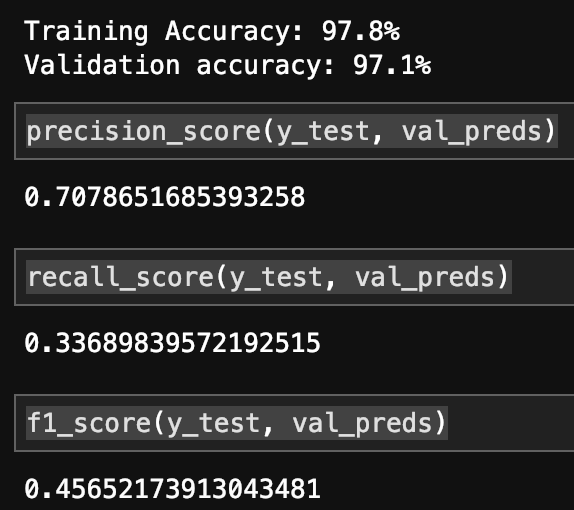 Training Accuracy: 97.8%
Validation accuracy: 97.1%
precision_score(y_test, val_preds)
0.7078651685393258
recall_score(y_test, val_preds)
0.33689839572192515
f1_score(y_test, val_preds)
0.45652173913043481